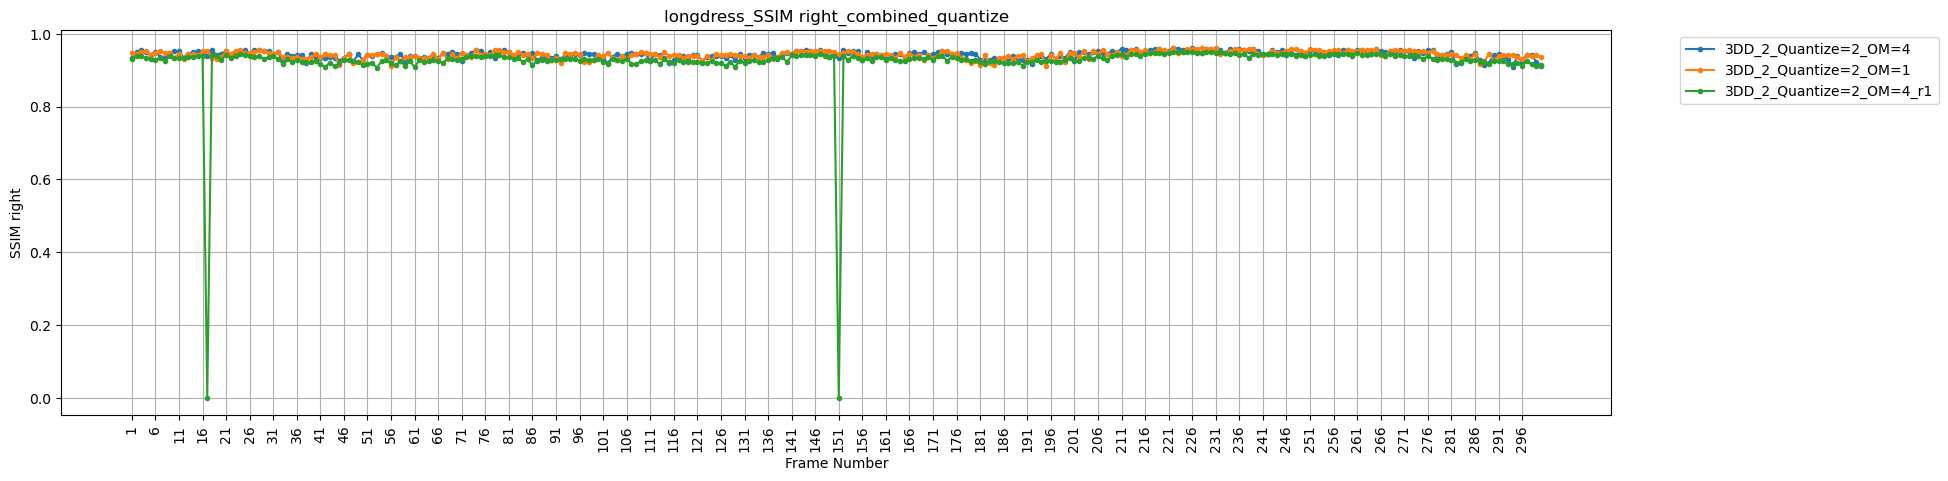 longdress_SSIM right_combined_quantize
3DD_2_Quantize=2_OM=4
3DD_2_Quantize=2_OM=1
3DD_2_Quantize=2_OM=4_r1
SSIM right
1.0
0.8
0.6
0.4
0.2
0.0
1 6 11 16 21 26 31 36 41 46 51 56 61 66 71 76 81 86 91 96 101 106 111 116 121 126 131 136 141 146 151 156 161 166 171 176 181 186 191 196 201 206 211 216 221 226 231 236 241 246 251 256 261 266 271 276 281 286 291 296
Frame Number